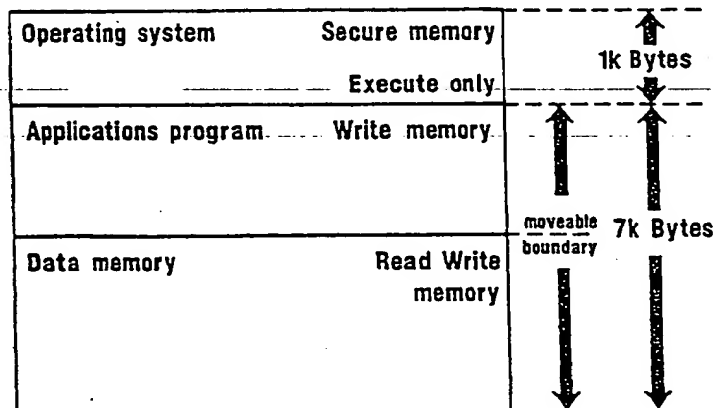 Operating system Secure memory
1k Bytes
Execute only
Applications program Write memory
moveable 7k Bytes
boundary
Data memory Read Write
memory